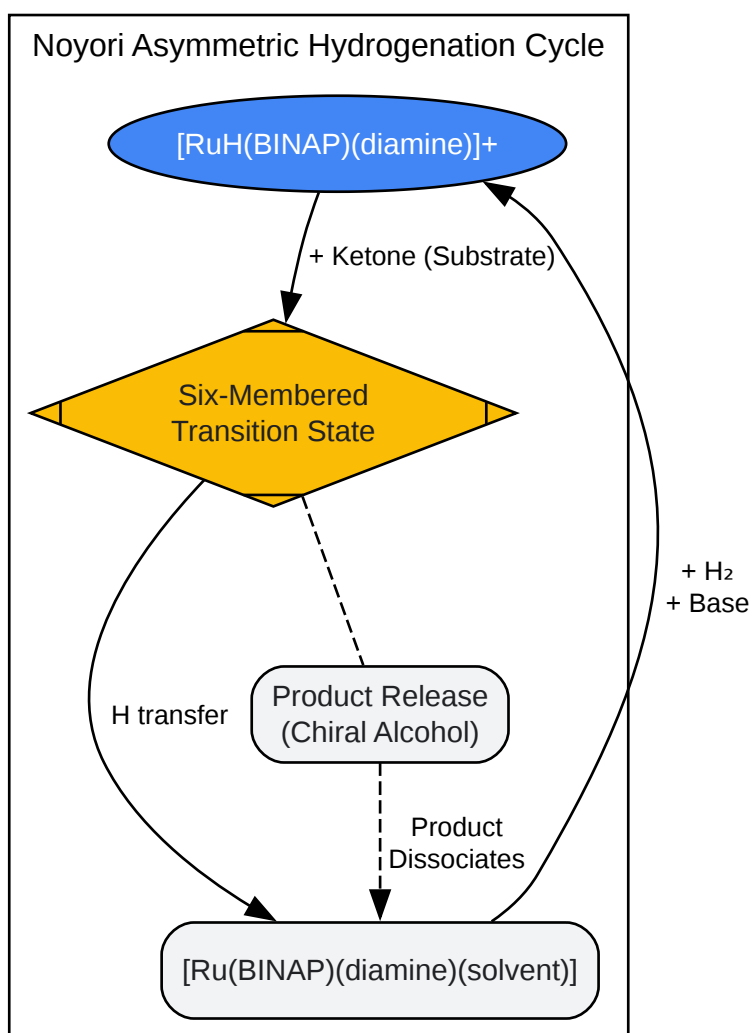 Noyori Asymmetric Hydrogenation Cycle
[RuH(BINAP)(diamine)]+
+ Ketone (Substrate)
Six-Membered
Transition State
+ H₂
+ Base
H transfer
Product Release
(Chiral Alcohol)
Product
Dissociates
[Ru(BINAP)(diamine)(solvent)]